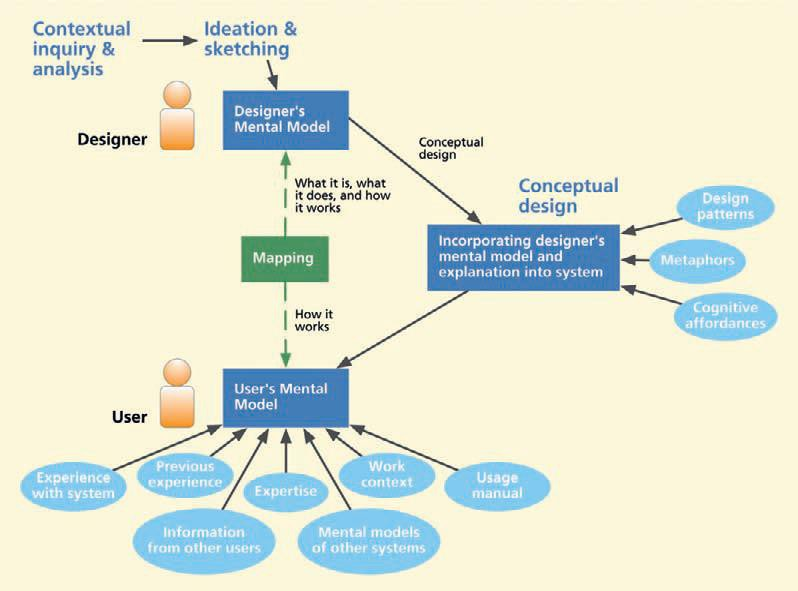 Contextual
inquiry &
analysis
Ideation &
sketching
Designer
Designer's
Mental Model
Conceptual
design
What it is, what
it does, and how
it works
Conceptual
design
Design
patterns
Mapping
Incorporating designer's
mental model and
explanation into system
Metaphors
Cognitive
affordances
How it
works
User
User's Mental
Model
Experience
with system
Previous
experience
Expertise
Work
context
Usage
manual
Information
from other users
Mental models
of other systems